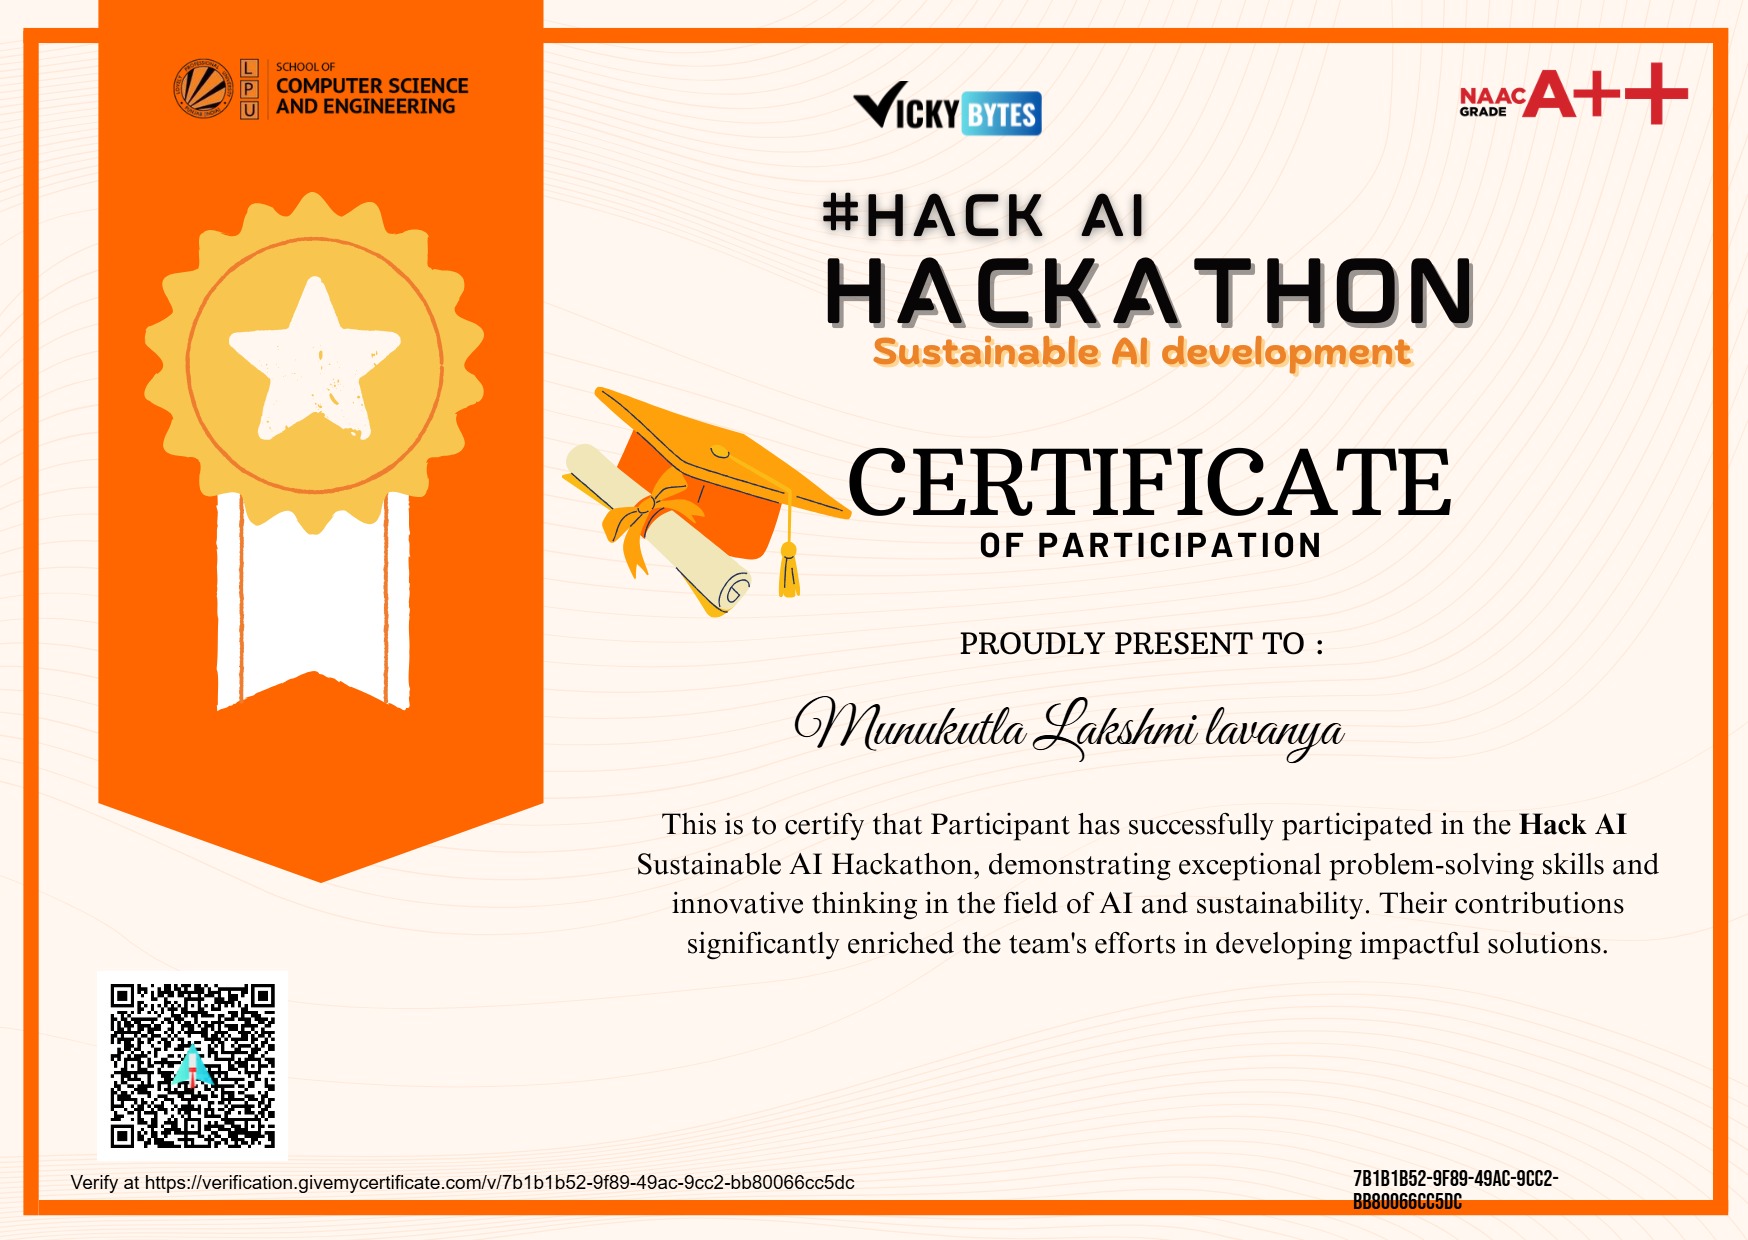 SCHOOL OF
L
P
U
COMPUTER SCIENCE
AND ENGINEERING
VICKY BYTES
NAAC
GRADE
A++
#HACK AI
HACKATHON
Sustainable AI development
CERTIFICATE
OF PARTICIPATION
PROUDLY PRESENT TO :
Munukutla Lakshmi lavanya
This is to certify that Participant has successfully participated in the Hack AI
Sustainable AI Hackathon, demonstrating exceptional problem-solving skills and
innovative thinking in the field of AI and sustainability. Their contributions
significantly enriched the team's efforts in developing impactful solutions.
Verify at https://verification.givemycertificate.com/v/7b1b1b52-9f89-49ac-9cc2-bb80066cc5dc
7B1B1B52-9F89-49AC-9CC2-
BB80066CC5DC